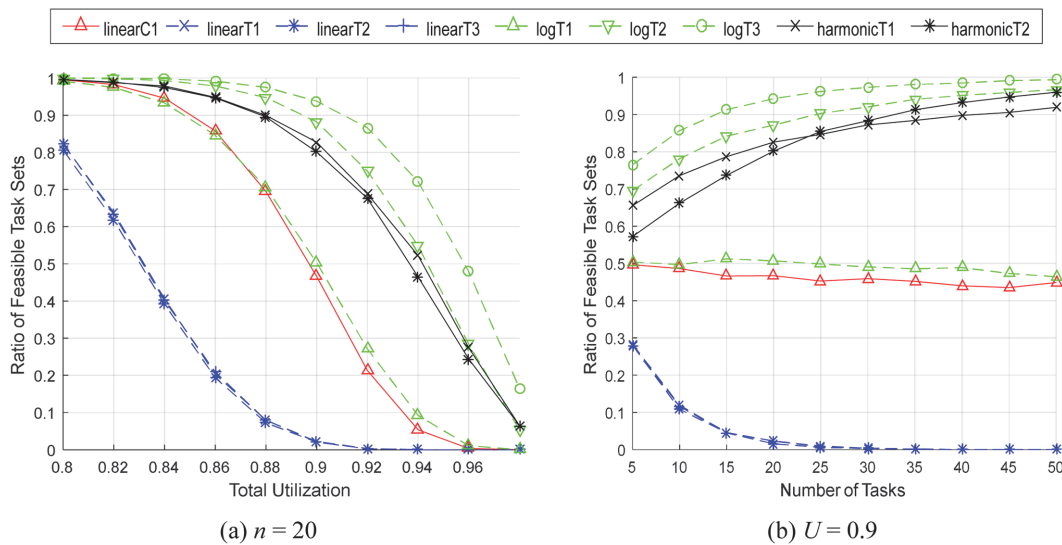 linearC1 linearT1 linearT2 linearT3 logT1 logT2 logT3 harmonicT1 harmonicT2
Ratio of Feasible Task Sets
1
0.9
0.8
0.7
0.6
0.5
0.4
0.3
0.2
0.1
0
0.8 0.82 0.84 0.86 0.88 0.9 0.92 0.94 0.96
Total Utilization
(a) n = 20
Ratio of Feasible Task Sets
1
0.9
0.8
0.7
0.6
0.5
0.4
0.3
0.2
0.1
0
5 10 15 20 25 30 35 40 45 50
Number of Tasks
(b) U = 0.9